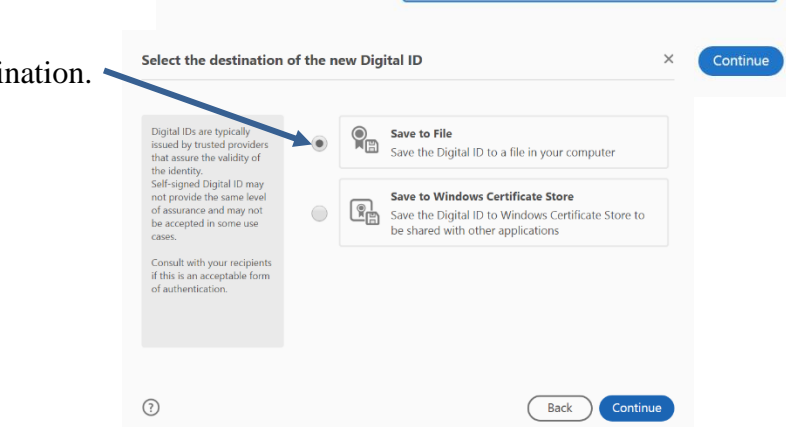 Select the destination of the new Digital ID
Continue
ination.
Digital IDs are typically
issued by trusted providers
that assure the validity of
the identity.
Self-signed Digital ID may
not provide the same level
of assurance and may not
be accepted in some use
cases.
Consult with your recipients
if this is an acceptable form
of authentication.
Save to File
Save the Digital ID to a file in your computer
Save to Windows Certificate Store
Save the Digital ID to Windows Certificate Store to
be shared with other applications
?
Back
Continue